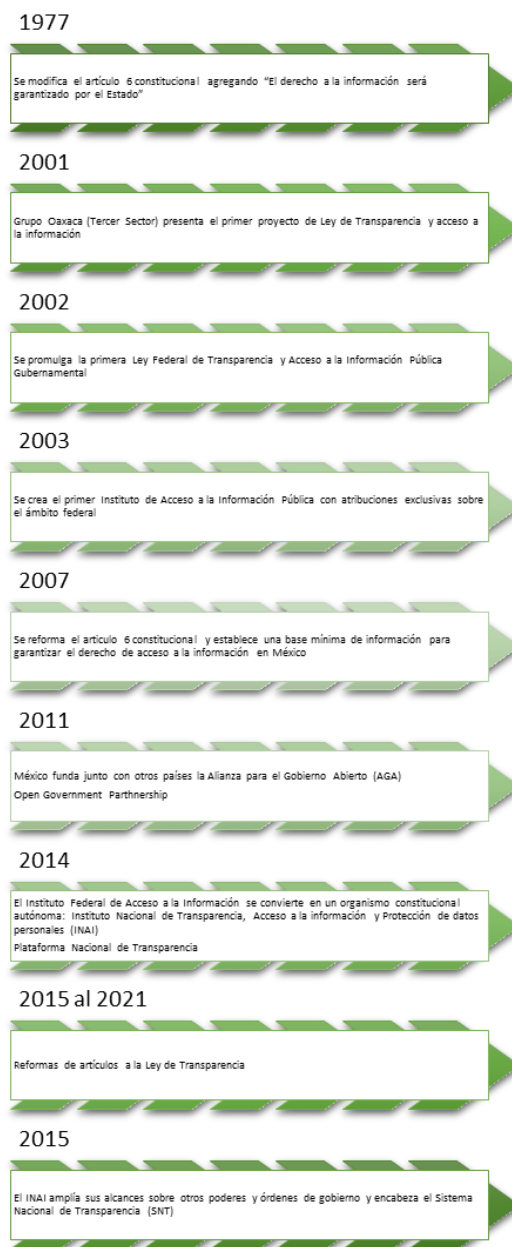 1977
Se modifica el artículo 6 constitucional agregando “El derecho a la información será
garantizado por el Estado”
2001
Grupo Oaxaca (Tercer Sector) presenta el primer proyecto de Ley de Transparencia y acceso a
la información
2002
Se promulga la primera Ley Federal de Transparencia y Acceso a la Información Pública
Gubernamental
2003
Se crea el primer Instituto de Acceso a la Información Pública con atribuciones exclusivas sobre
el ámbito federal
2007
Se reforma el articulo 6 constitucional y establece una base mínima de información para
garantizar el derecho de acceso a la información en México
2011
México funda junto con otros países la Alianza para el Gobierno Abierto (AGA)
Open Government Parthnership
2014
El Instituto Federal de Acceso a la Información se convierte en un organismo constitucional
autónoma: Instituto Nacional de Transparencia, Acceso a la información y Protección de datos
personales (INAI)
Plataforma Nacional de Transparencia
2015 al 2021
Reformas de artículos a la Ley de Transparencia
2015
El INAI amplía sus alcances sobre otros poderes y órdenes de gobierno y encabeza el Sistema
Nacional de Transparencia (SNT)